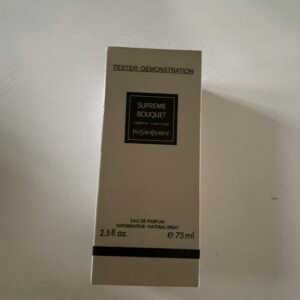 TESTER-DEMONSTRATION
SUPREME
BOUQUET
YvesSaintLaurent
EAU DE PARFUM
VAPORISATEUR-NATURAL SPRAY
2.5 fl. oz. e 75 ml